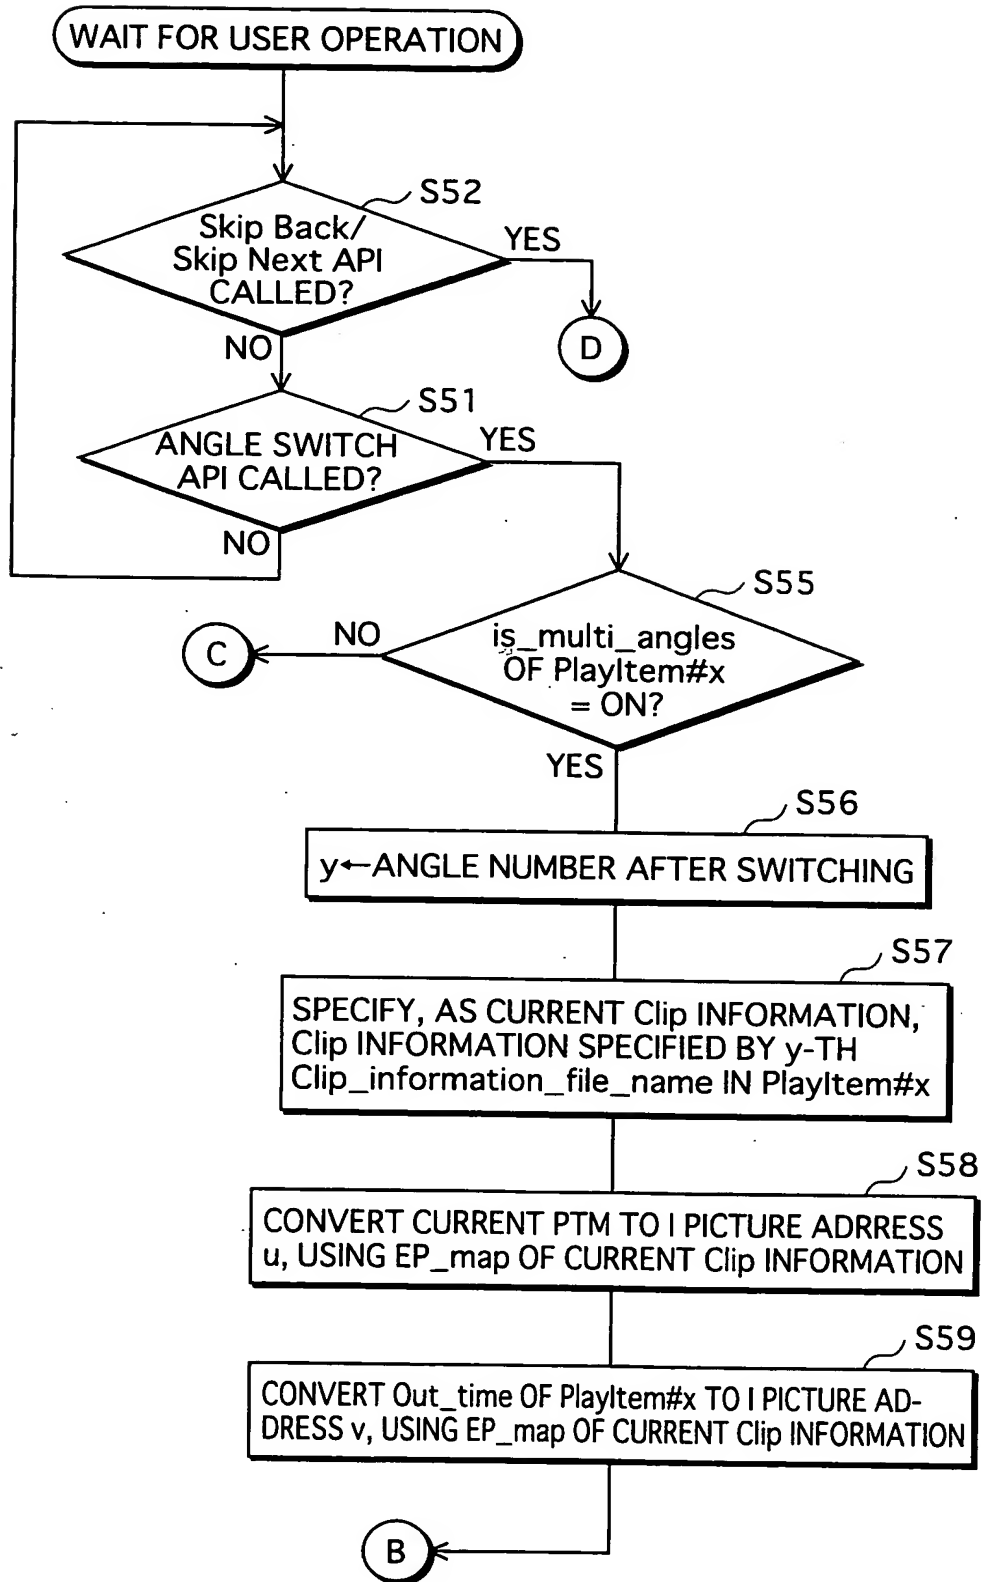 WAIT FOR USER OPERATION
S52
Skip Back/
Skip Next API
CALLED?
YES
D
NO
S51
ANGLE SWITCH
API CALLED?
YES
NO
S55
is_multi_angles
OF PlayItem#x
= ON?
NO
C
YES
S56
y←ANGLE NUMBER AFTER SWITCHING
S57
SPECIFY, AS CURRENT Clip INFORMATION,
Clip INFORMATION SPECIFIED BY y-TH
Clip_information_file_name IN PlayItem#x
S58
CONVERT CURRENT PTM TO I PICTURE ADRRESS
u, USING EP_map OF CURRENT Clip INFORMATION
S59
CONVERT Out_time OF PlayItem#x TO I PICTURE AD-
DRESS v, USING EP_map OF CURRENT Clip INFORMATION
B